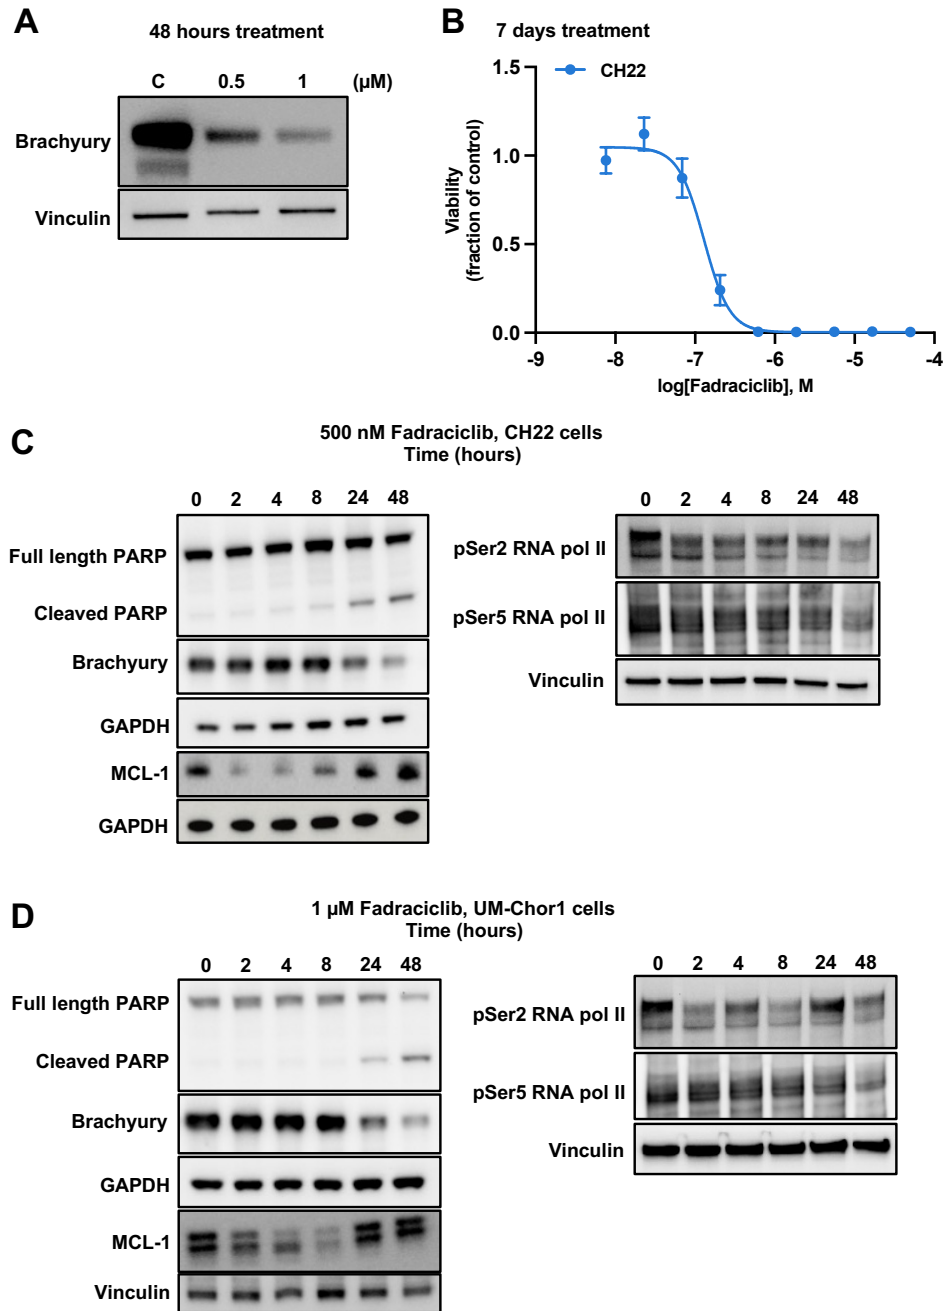 A
48 hours treatment
C 0.5 1 (µM)
Brachyury
Vinculin
B
7 days treatment
CH22
1.5
1.0
0.5
0.0
Viability
(fraction of control)
-9 -8 -7 -6 -5 -4
log[Fadraciclib], M
C
500 nM Fadraciclib, CH22 cells
Time (hours)
0 2 4 8 24 48
Full length PARP
Cleaved PARP
Brachyury
GAPDH
MCL-1
GAPDH
0 2 4 8 24 48
pSer2 RNA pol II
pSer5 RNA pol II
Vinculin
D
1 µM Fadraciclib, UM-Chor1 cells
Time (hours)
0 2 4 8 24 48
Full length PARP
Cleaved PARP
Brachyury
GAPDH
MCL-1
Vinculin
0 2 4 8 24 48
pSer2 RNA pol II
pSer5 RNA pol II
Vinculin